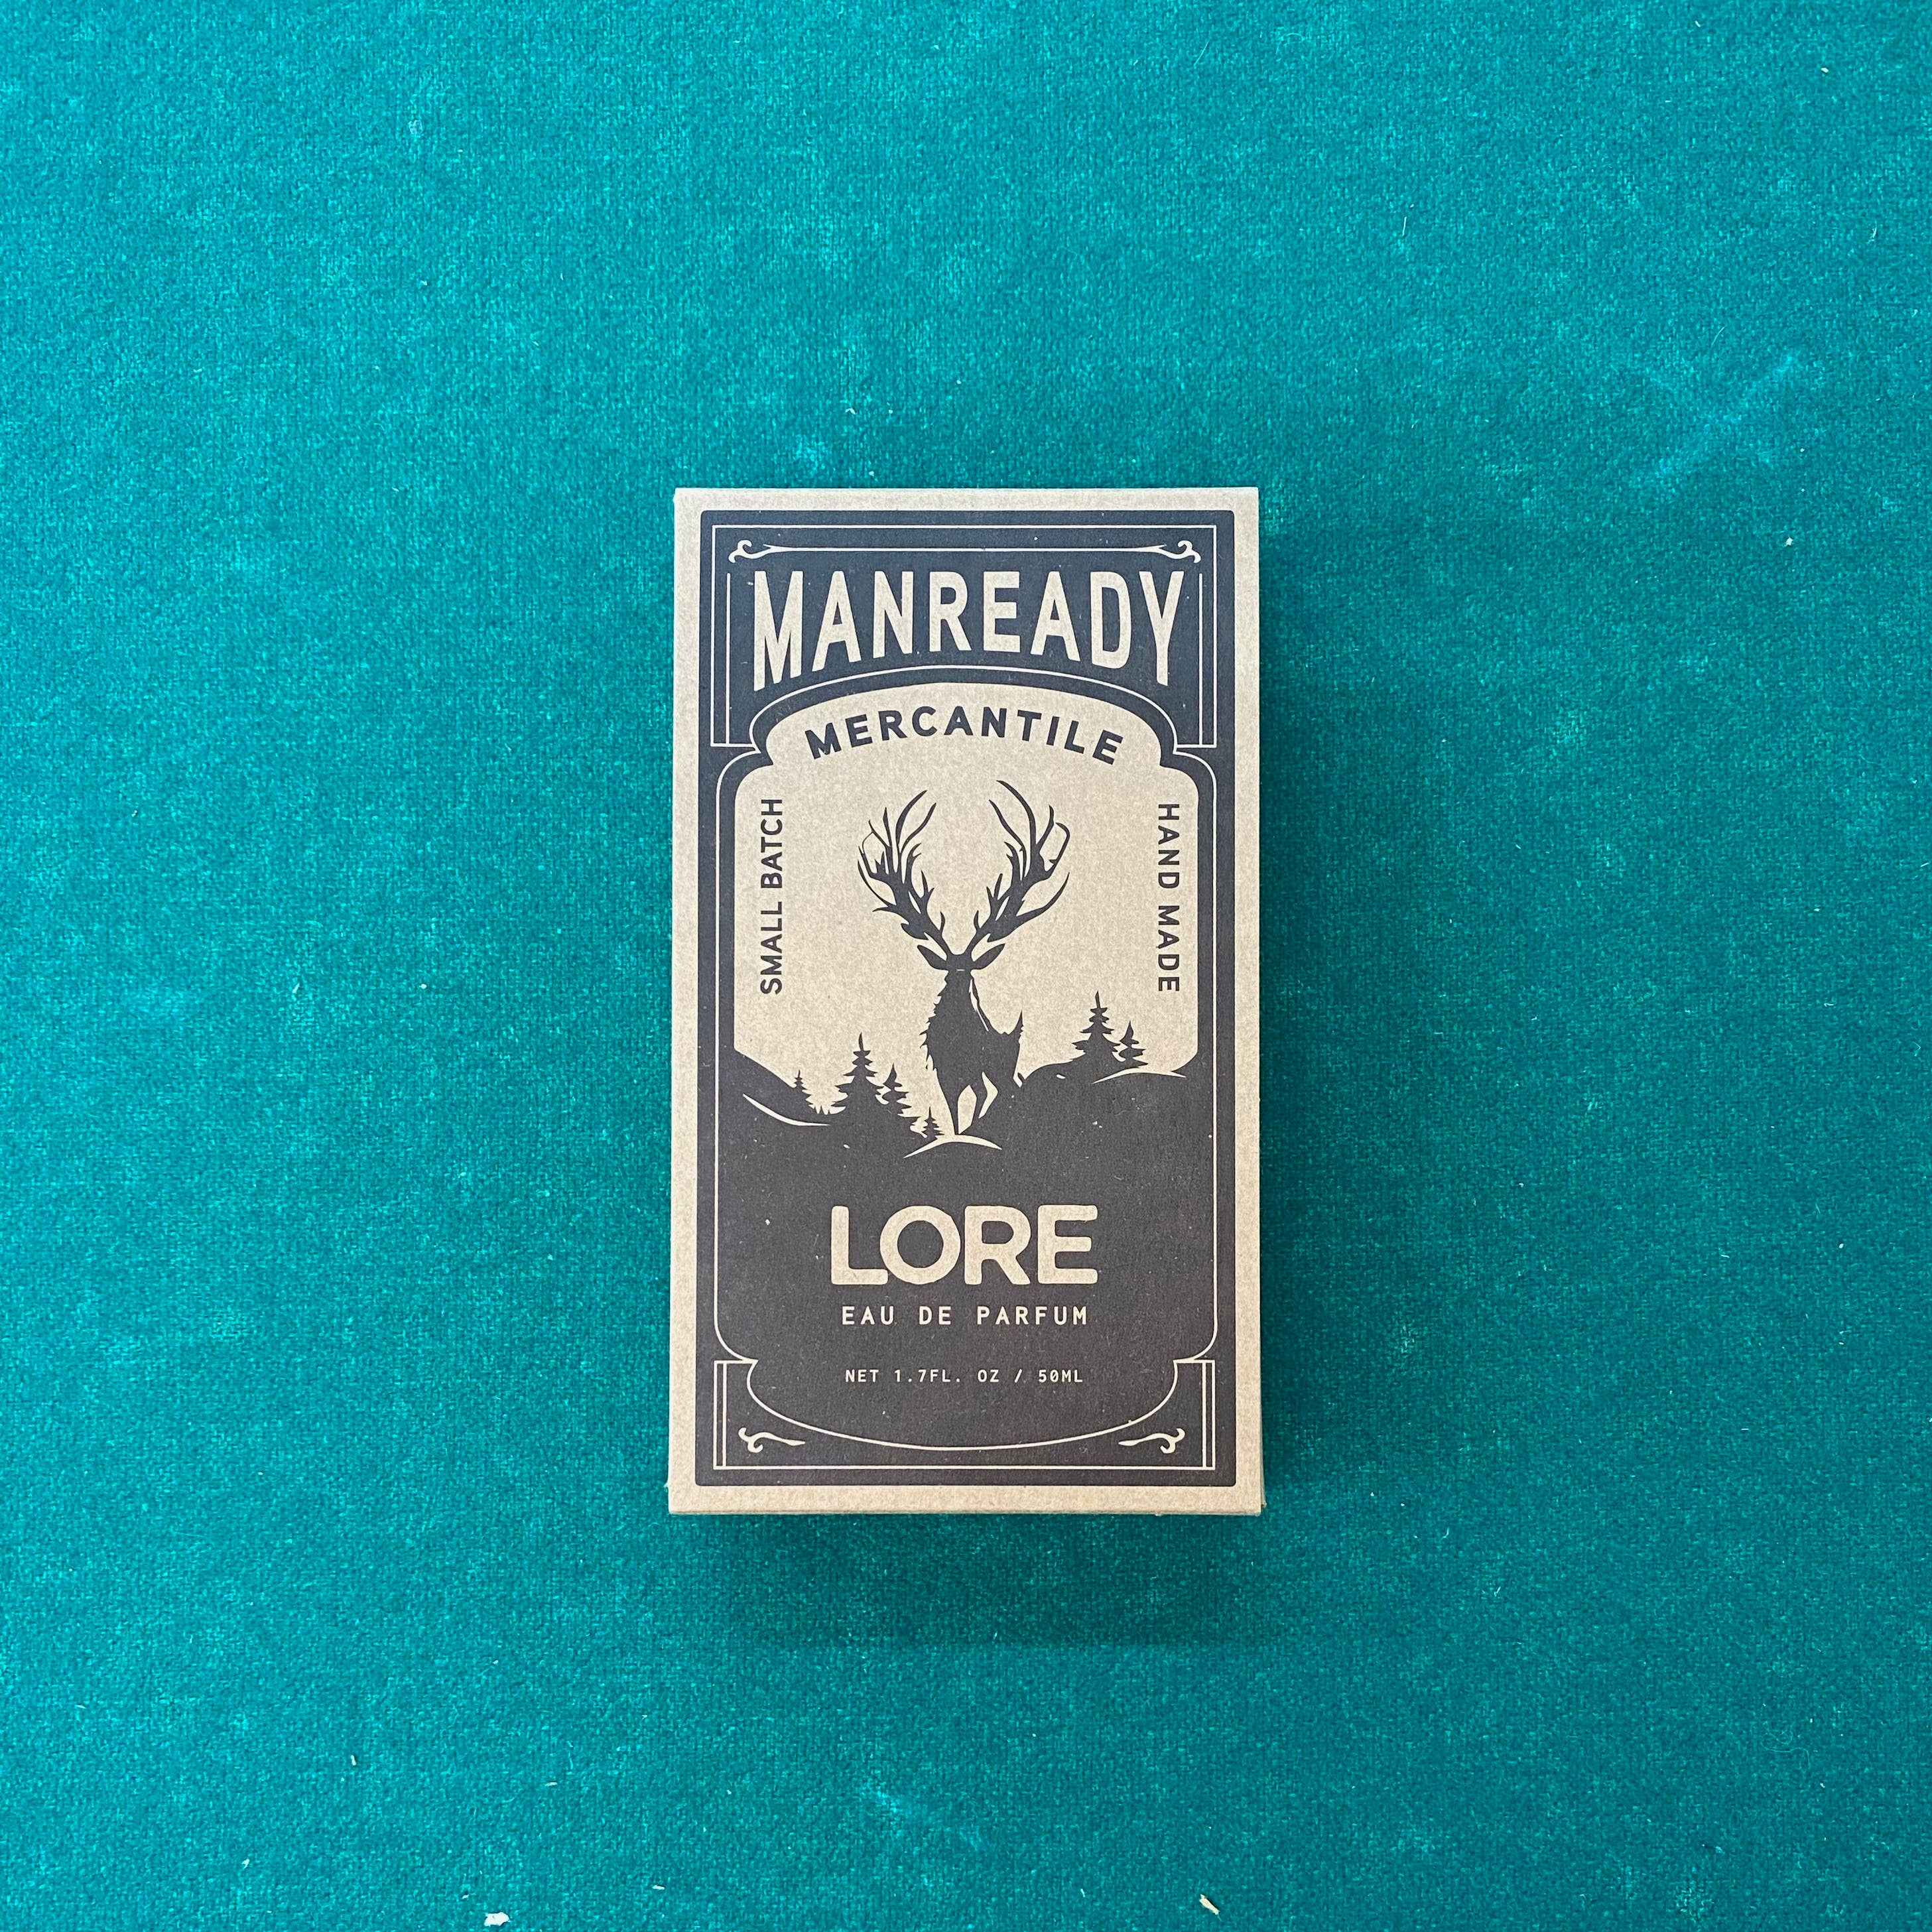 MANREADY
MERCANTILE
SMALL BATCH
HAND MADE
LORE
EAU DE PARFUM
NET 1.7FL. OZ / 50ML